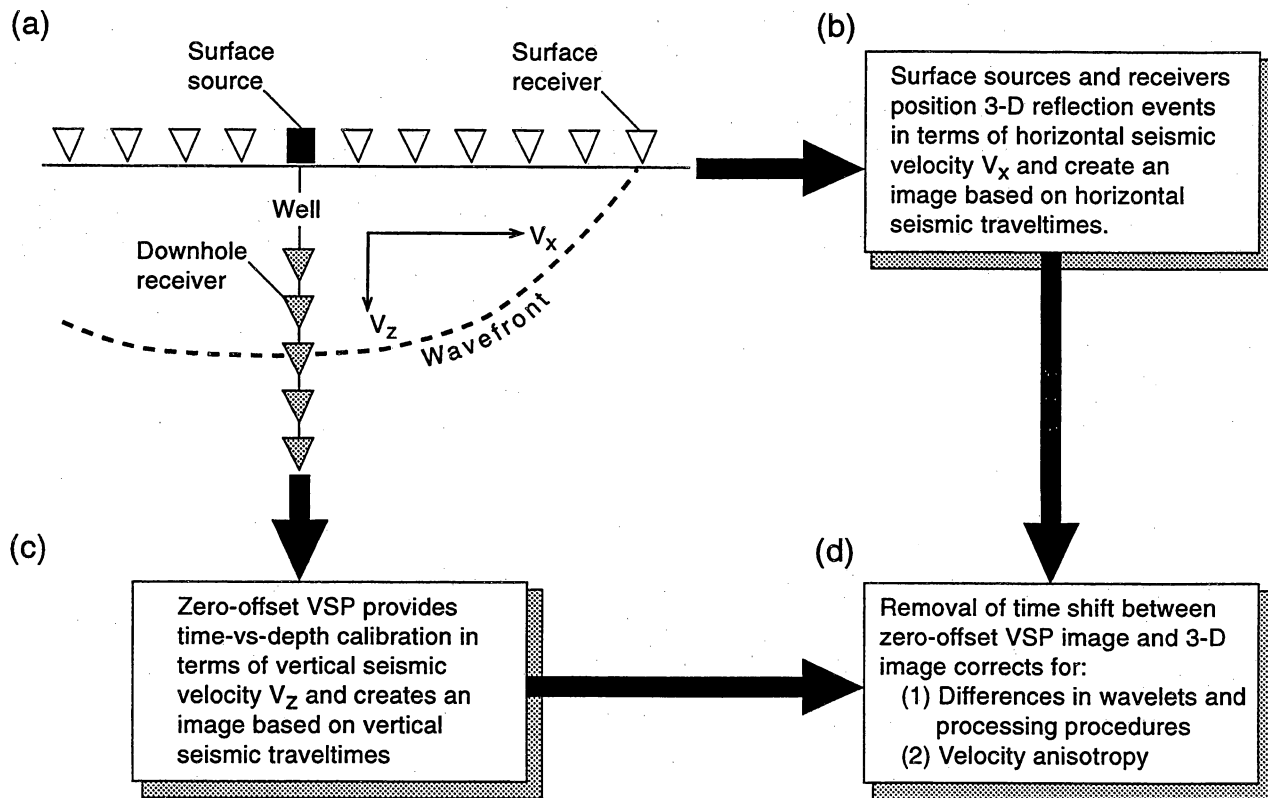 (a)
Surface
source
Surface
receiver
Well
Downhole
receiver
Vx
Vz
Wavefront
(b)
Surface sources and receivers
position 3-D reflection events
in terms of horizontal seismic
velocity Vx and create an
image based on horizontal
seismic traveltimes.
(c)
Zero-offset VSP provides
time-vs-depth calibration in
terms of vertical seismic
velocity Vz and creates an
image based on vertical
seismic traveltimes
(d)
Removal of time shift between
zero-offset VSP image and 3-D
image corrects for:
(1) Differences in wavelets and
processing procedures
(2) Velocity anisotropy